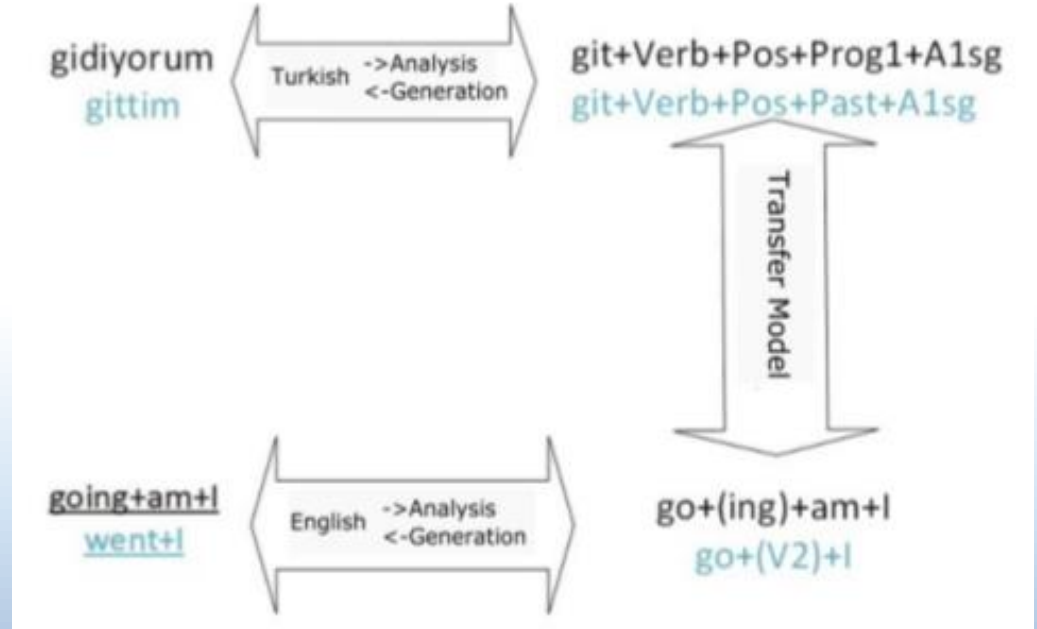 gidiyorum
gittim
Turkish
->Analysis
<-Generation
git+Verb+Pos+Prog1+A1sg
git+Verb+Pos+Past+A1sg
Transfer Model
going+am+I
went+I
English
->Analysis
<-Generation
go+(ing)+am+I
go+(V2)+I